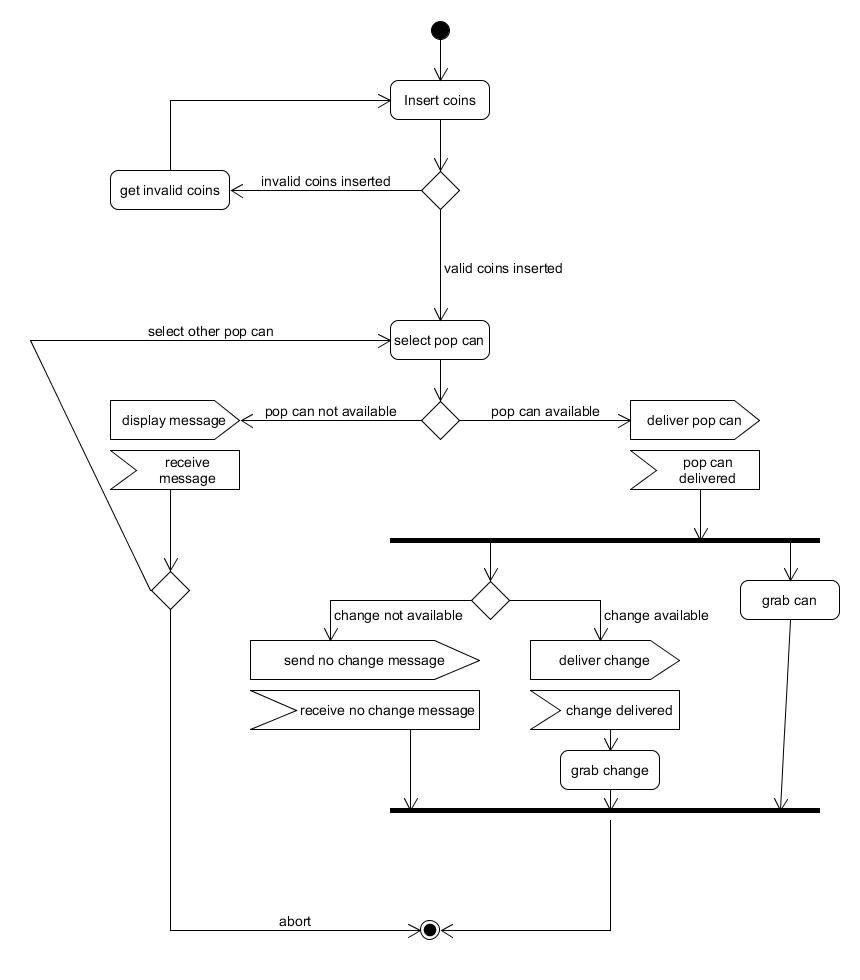 Insert coins
get invalid coins
invalid coins inserted
valid coins inserted
select other pop can
select pop can
display message
pop can not available
pop can available
deliver pop can
receive
message
pop can
delivered
change not available
change available
grab can
send no change message
deliver change
receive no change message
change delivered
grab change
abort